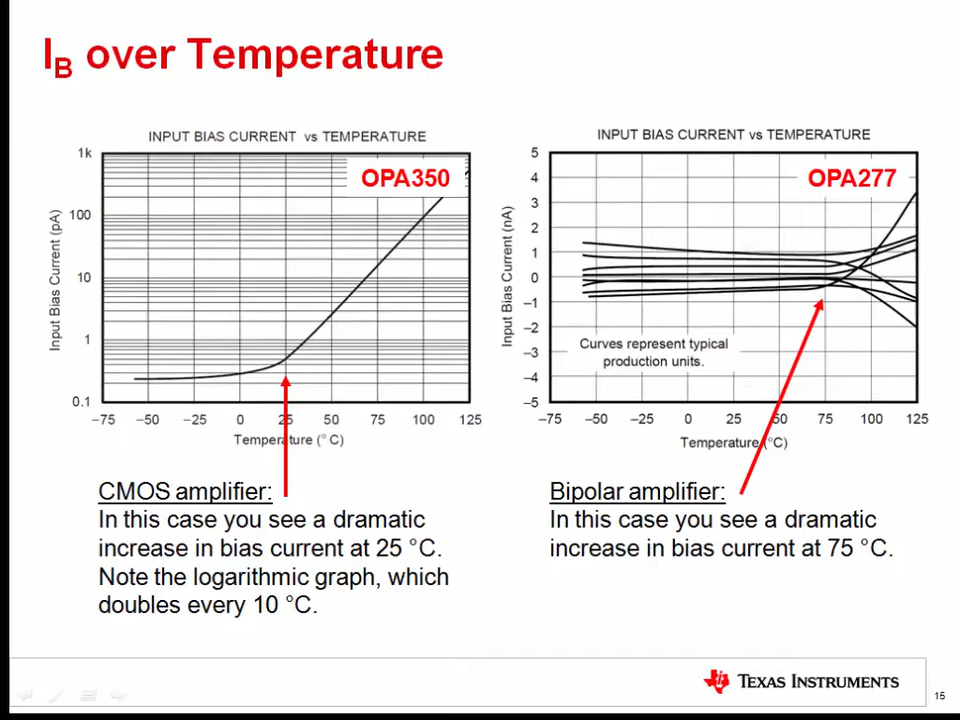 IB over Temperature
INPUT BIAS CURRENT vs TEMPERATURE
OPA350
Input Bias Current (pA)
1k
100
10
1
0.1
–75 –50 –25 0 25 50 75 100 125
Temperature (° C)
INPUT BIAS CURRENT vs TEMPERATURE
OPA277
Input Bias Current (nA)
5
4
3
2
1
0
–1
–2
–3
–4
–5
Curves represent typical
production units.
–75 –50 –25 0 25 50 75 100 125
Temperature (°C)
CMOS amplifier:
In this case you see a dramatic
increase in bias current at 25 °C.
Note the logarithmic graph, which
doubles every 10 °C.
Bipolar amplifier:
In this case you see a dramatic
increase in bias current at 75 °C.
TEXAS INSTRUMENTS
15